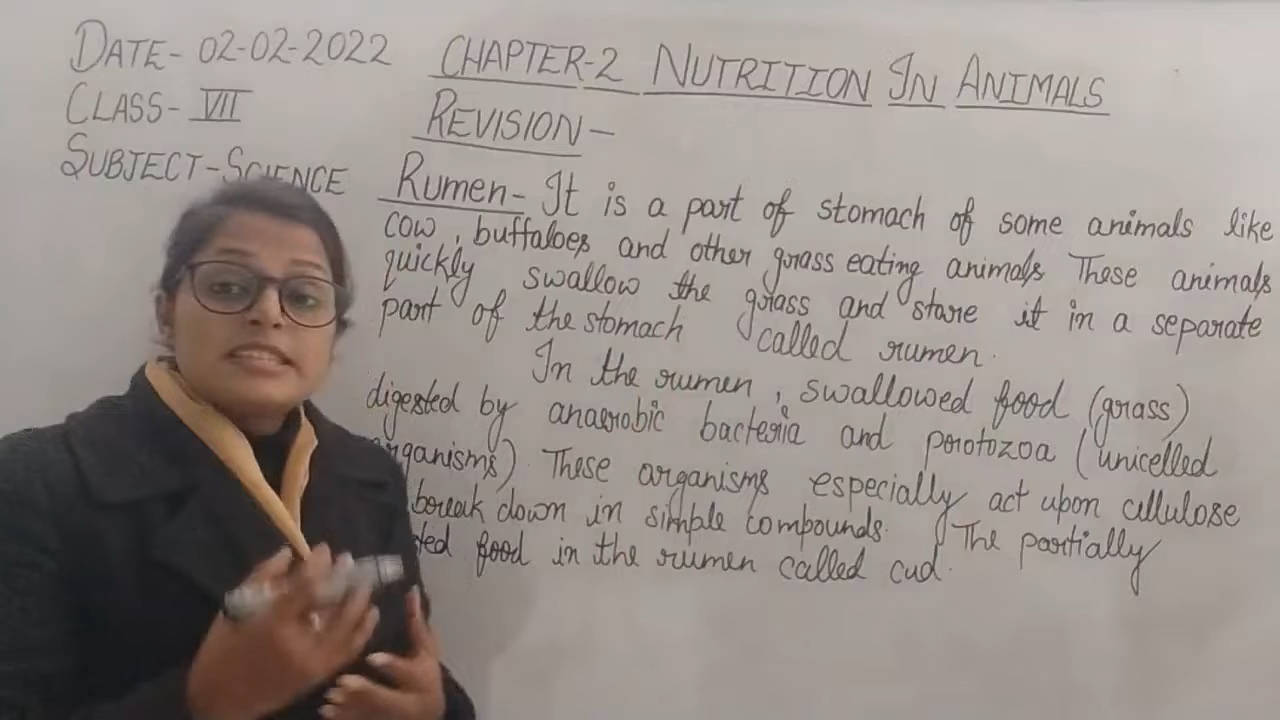 DATE- 02-02-2022
CLASS- VII
SUBJECT-SCIENCE
CHAPTER-2 NUTRITION IN ANIMALS
REVISION-
Rumen- It is a part of stomach of some animals like
cow, buffaloes and other grass eating animals These animals
quickly swallow the grass and store it in a separate
part of the stomach called rumen.
In the rumen, swallowed food (grass)
digested by anaerobic bacteria and porotozoa (unicelled
organisms) These organisms especially act upon cellulose
break down in simple compounds. The partially
food in the rumen called cud.